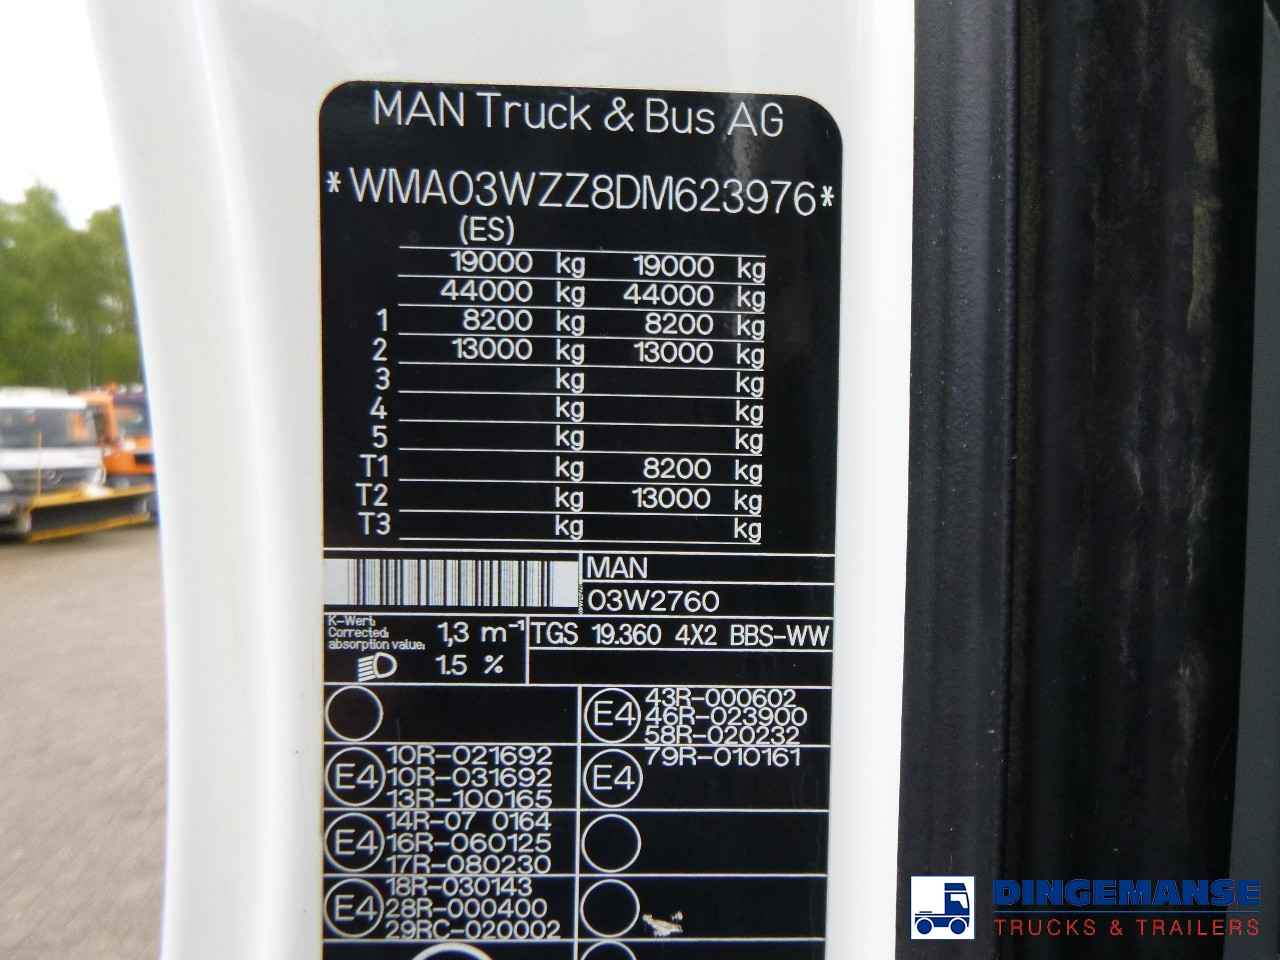 MAN Truck & Bus AG
*WMA03WZZ8DM623976*
(ES)
19000 kg 19000 kg
44000 kg 44000 kg
1 8200 kg 8200 kg
2 13000 kg 13000 kg
3 kg kg
4 kg kg
5 kg kg
T1 kg 8200 kg
T2 kg 13000 kg
T3 kg kg
MAN
03W2760
K-Wert:
Corrected:
absorption value:
1,3 m⁻¹
1.5 %
TGS 19.360 4X2 BBS-WW
E4
43R-000602
46R-023900
58R-020232
E4
10R-021692
10R-031692
13R-100165
E4
79R-010161
E4
14R-07 0164
16R-060125
17R-080230
E4
18R-030143
28R-000400
29RC-020002
DINGEMANSE
TRUCKS & TRAILERS